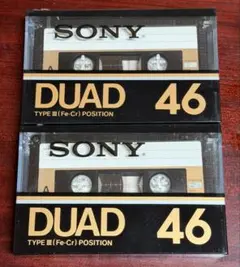 SONY
A
DUAD 46
TYPE III (Fe-Cr) POSITION
SONY
A
DUAD 46
TYPE III (Fe-Cr) POSITION